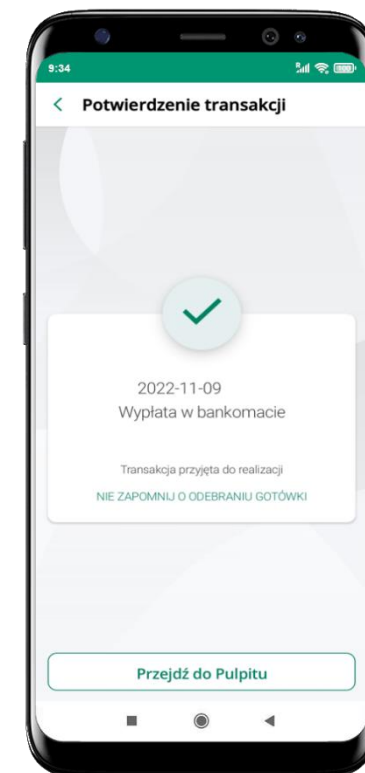 9:34
Potwierdzenie transakcji
2022-11-09
Wypłata w bankomacie
Transakcja przyjęta do realizacji
NIE ZAPOMNIJ O ODEBRANIU GOTÓWKI
Przejdź do Pulpitu